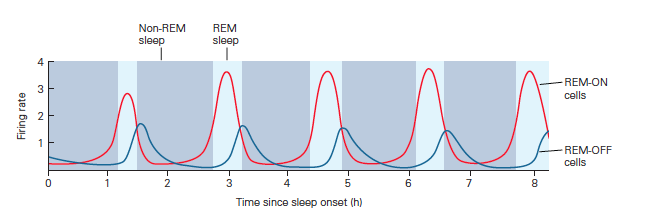 Non-REM
sleep
REM
sleep
4
3
2
1
Firing rate
REM-ON
cells
REM-OFF
cells
0 1 2 3 4 5 6 7 8
Time since sleep onset (h)